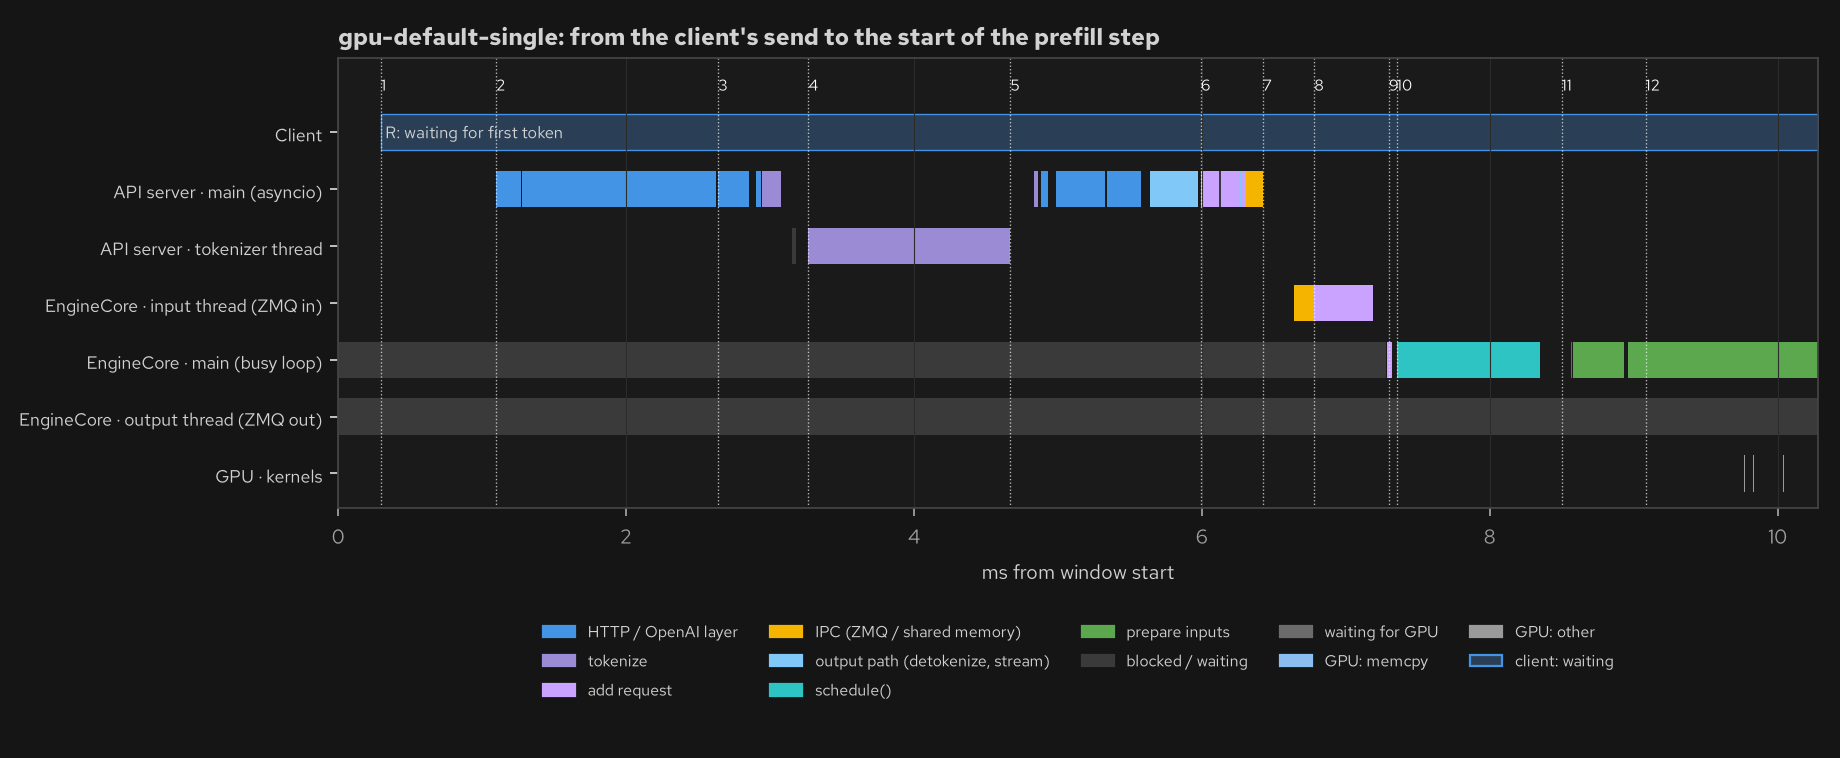 gpu-default-single: from the client's send to the start of the prefill step
1 2 3 4 5 6 7 8 9 10 11 12
Client
R: waiting for first token
API server · main (asyncio)
API server · tokenizer thread
EngineCore · input thread (ZMQ in)
EngineCore · main (busy loop)
EngineCore · output thread (ZMQ out)
GPU · kernels
0 2 4 6 8 10
ms from window start
HTTP / OpenAI layer
tokenize
add request
IPC (ZMQ / shared memory)
output path (detokenize, stream)
schedule()
prepare inputs
blocked / waiting
waiting for GPU
GPU: memcpy
GPU: other
client: waiting